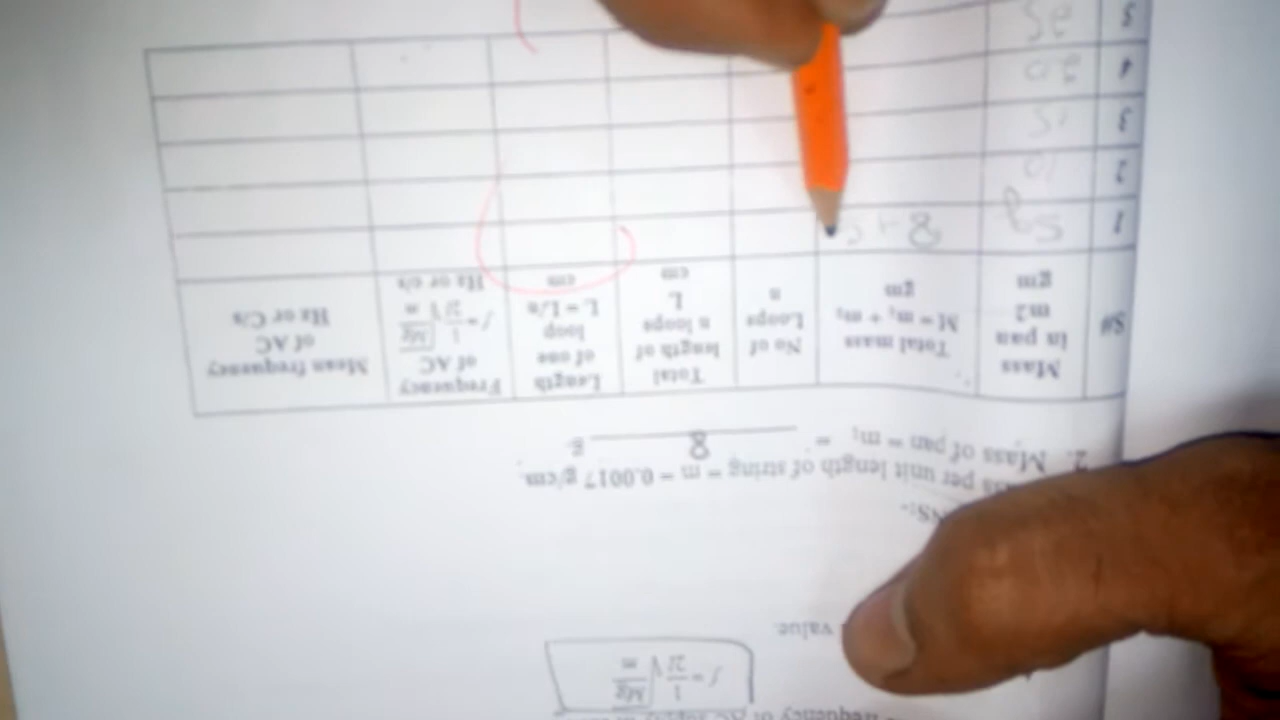 f = 1/2l √Mg/m
value.
2. Mass of pan = m₁ = 8 g
per unit length of string = m = 0.0017 g/cm
S#
Mass in pan m2 gm
Total mass M = m₁ + m₂ gm
No of Loops n
Total length of n loops L cm
Length of one loop L = L/n cm
Frequency of AC f = 1/2l √Mg/m Hz or c/s
Mean frequency of AC Hz or C/s
1 5g 8+5
2 10
3 15
4 20
5 25